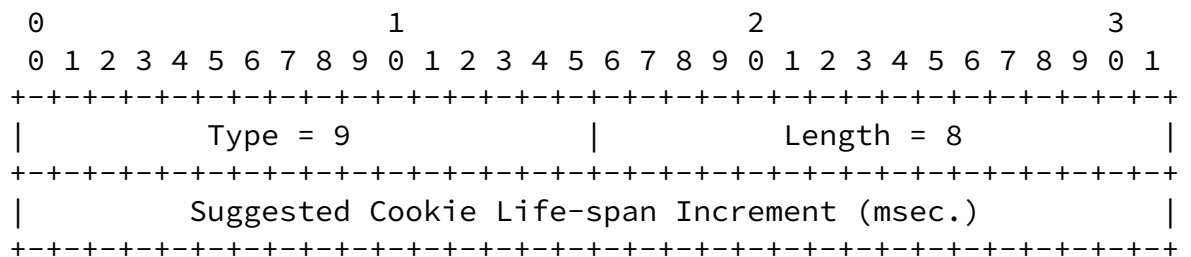 0                   1                   2                   3
 0 1 2 3 4 5 6 7 8 9 0 1 2 3 4 5 6 7 8 9 0 1 2 3 4 5 6 7 8 9 0 1
+-+-+-+-+-+-+-+-+-+-+-+-+-+-+-+-+-+-+-+-+-+-+-+-+-+-+-+-+-+-+-+-+
|          Type = 9             |          Length = 8           |
+-+-+-+-+-+-+-+-+-+-+-+-+-+-+-+-+-+-+-+-+-+-+-+-+-+-+-+-+-+-+-+-+
|         Suggested Cookie Life-span Increment (msec.)          |
+-+-+-+-+-+-+-+-+-+-+-+-+-+-+-+-+-+-+-+-+-+-+-+-+-+-+-+-+-+-+-+-+